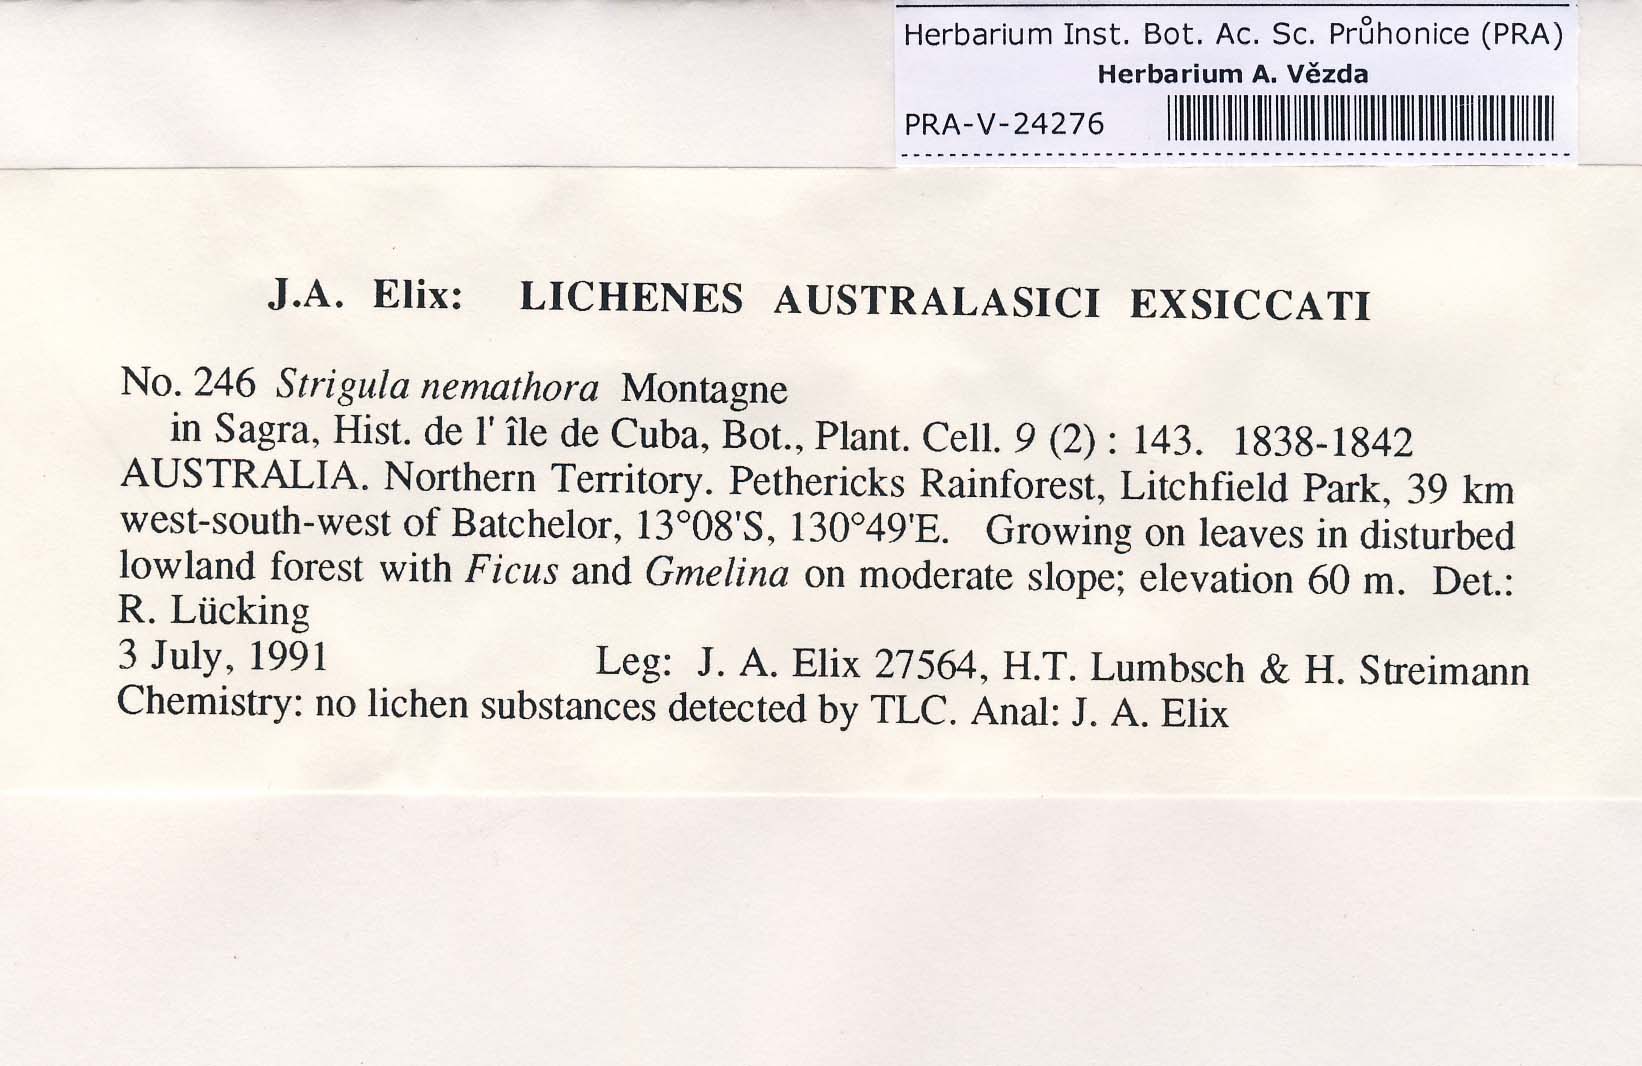 Herbarium Inst. Bot. Ac. Sc. Průhonice (PRA)
Herbarium A. Vězda
PRA-V-24276
J.A. Elix: LICHENES AUSTRALASICI EXSICCATI
No. 246 Strigula nemathora Montagne
in Sagra, Hist. de l' île de Cuba, Bot., Plant. Cell. 9 (2) : 143. 1838-1842
AUSTRALIA. Northern Territory. Pethericks Rainforest, Litchfield Park, 39 km
west-south-west of Batchelor, 13°08'S, 130°49'E. Growing on leaves in disturbed
lowland forest with Ficus and Gmelina on moderate slope; elevation 60 m. Det.:
R. Lücking
3 July, 1991 Leg: J. A. Elix 27564, H.T. Lumbsch & H. Streimann
Chemistry: no lichen substances detected by TLC. Anal: J. A. Elix